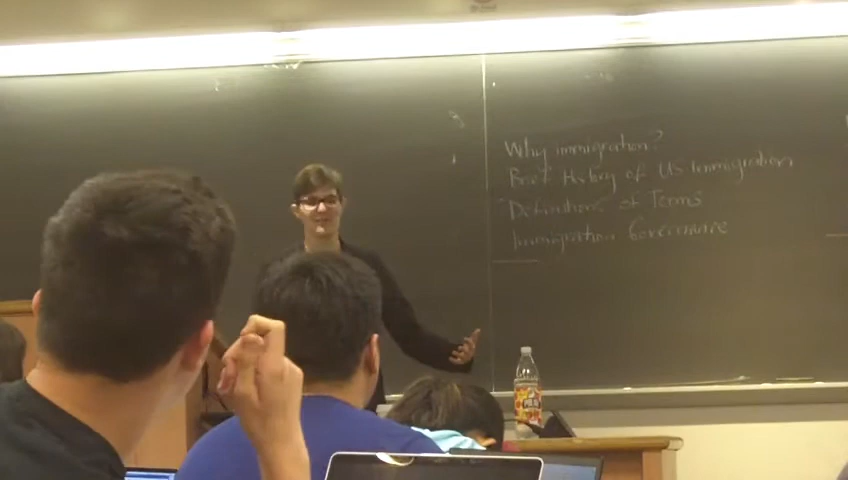 Why immigration?
Brief History of US Immigration
Definitions of Terms
Immigration Governance